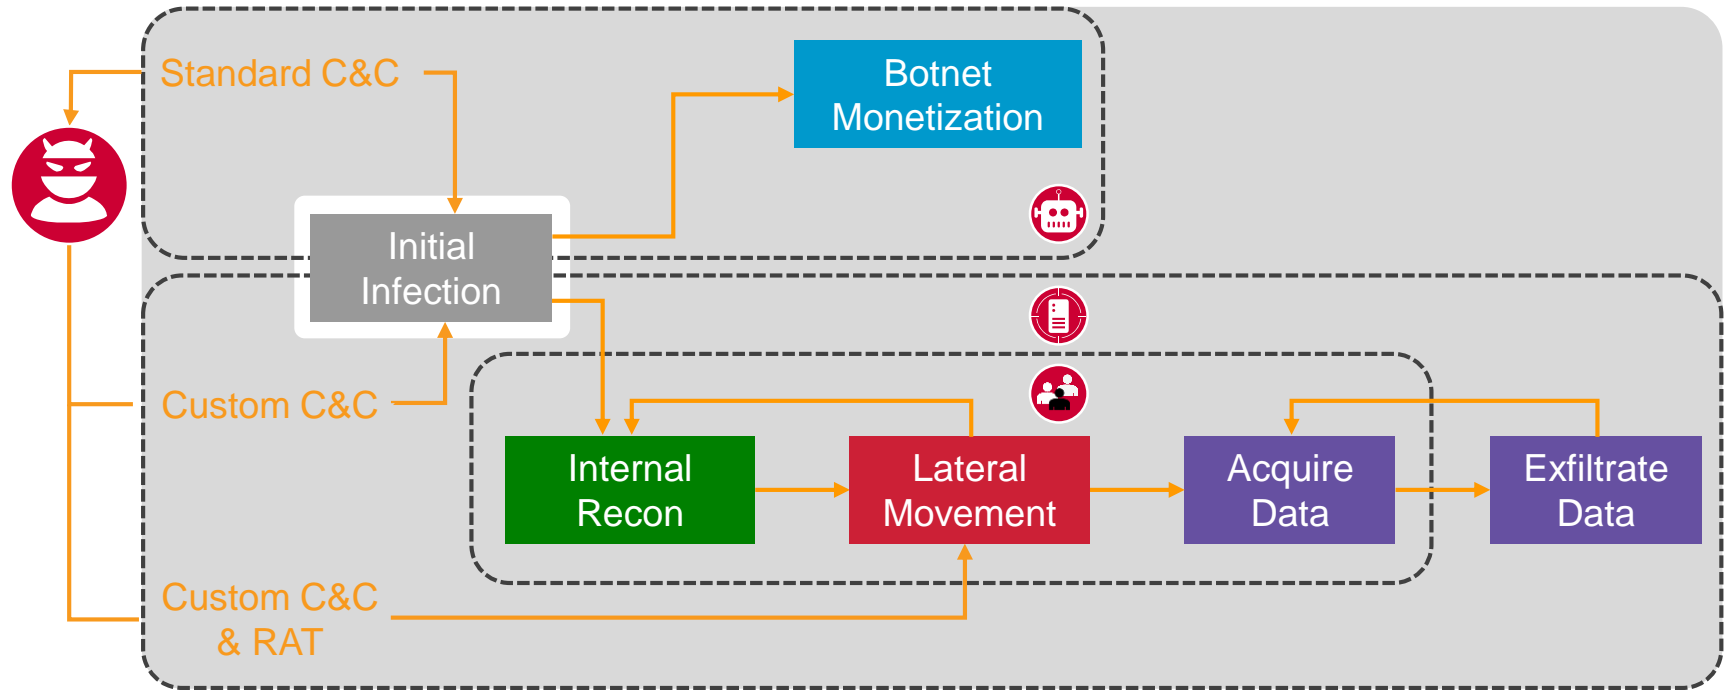 Standard C&C
Botnet
Monetization
Initial
Infection
Custom C&C
Internal
Recon
Lateral
Movement
Acquire
Data
Exfiltrate
Data
Custom C&C
& RAT